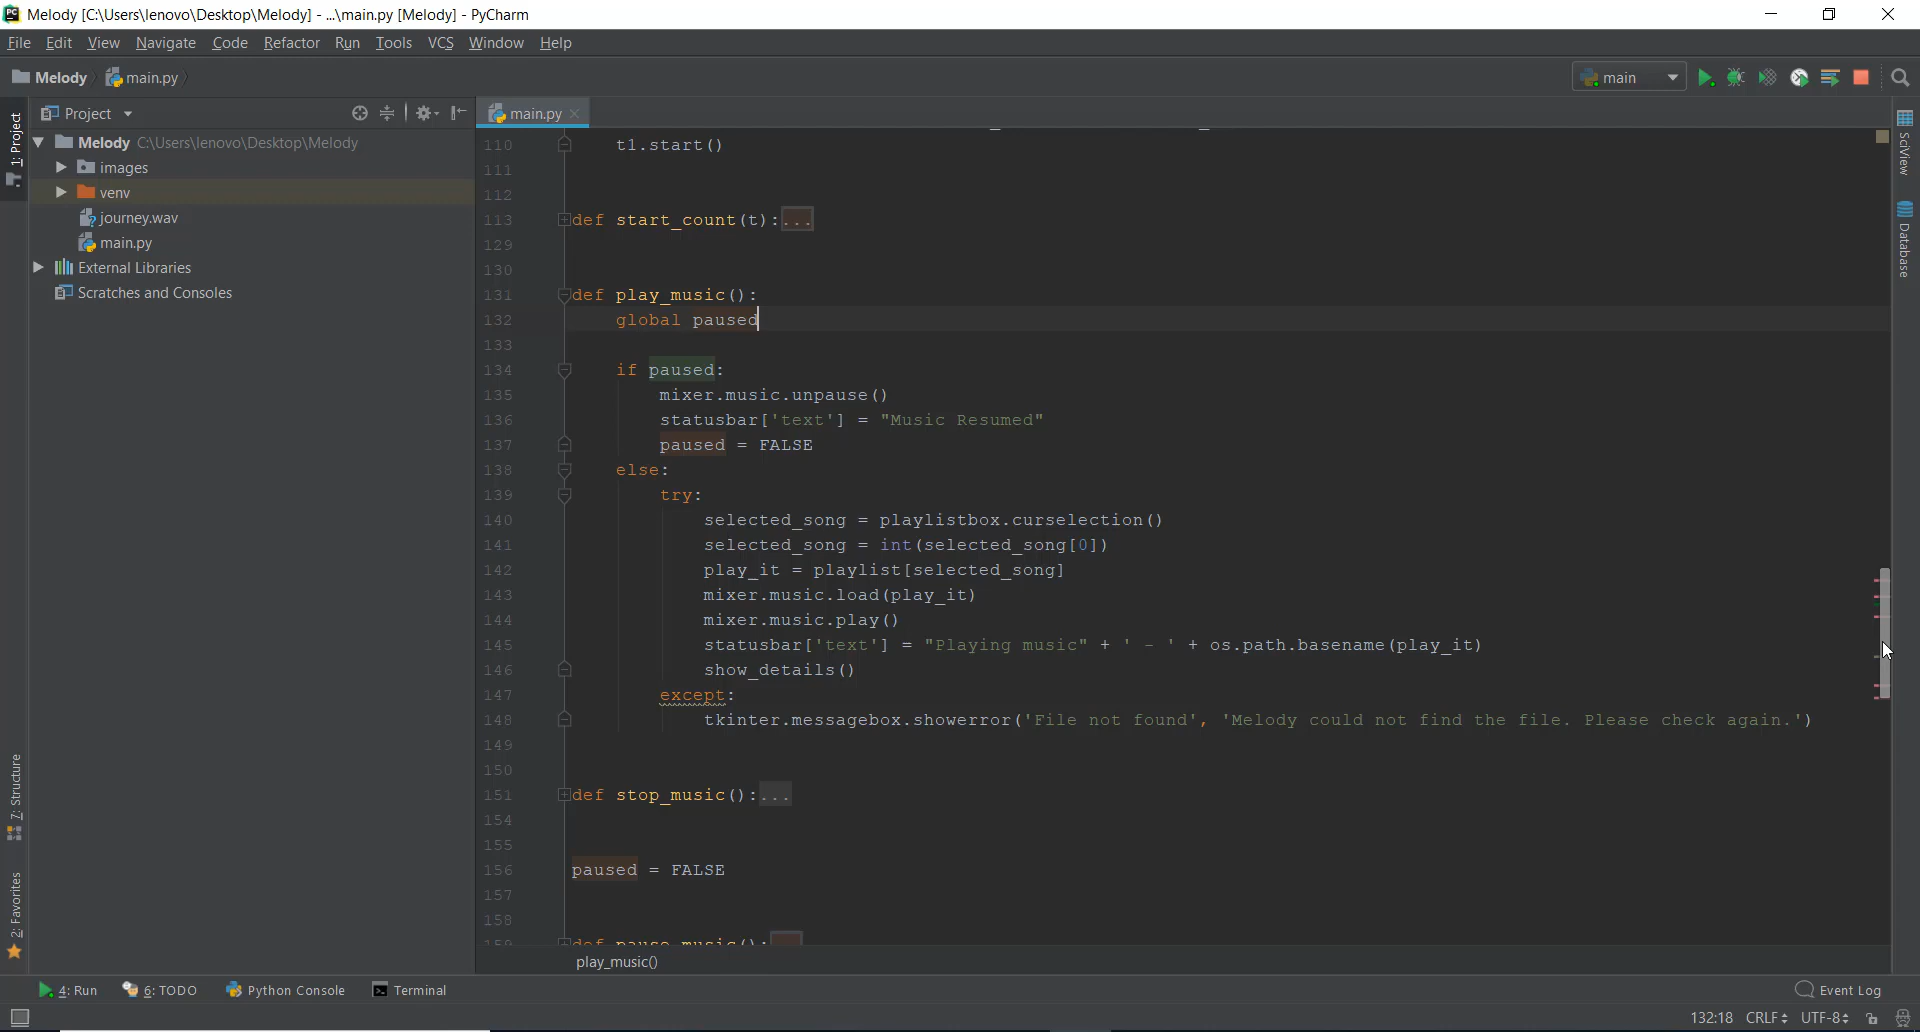 Melody [C:\Users\lenovo\Desktop\Melody] - ...\main.py [Melody] - PyCharm
File Edit View Navigate Code Refactor Run Tools VCS Window Help
Melody main.py main
Project main.py
1: Project
Melody C:\Users\lenovo\Desktop\Melody
images
venv
journey.wav
main.py
External Libraries
Scratches and Consoles
7: Structure
2: Favorites
110 t1.start()
111
112
113 def start_count(t):...
129
130
131 def play_music():
132 global paused
133
134 if paused:
135 mixer.music.unpause()
136 statusbar['text'] = "Music Resumed"
137 paused = FALSE
138 else:
139 try:
140 selected_song = playlistbox.curselection()
141 selected_song = int(selected_song[0])
142 play_it = playlist[selected_song]
143 mixer.music.load(play_it)
144 mixer.music.play()
145 statusbar['text'] = "Playing music" + ' - ' + os.path.basename(play_it)
146 show_details()
147 except:
148 tkinter.messagebox.showerror('File not found', 'Melody could not find the file. Please check again.')
149
150
151 def stop_music():...
154
155
156 paused = FALSE
157
158
159 def pause_music():
play_music()
SciView
Database
4: Run 6: TODO Python Console Terminal Event Log
132:18 CRLF UTF-8